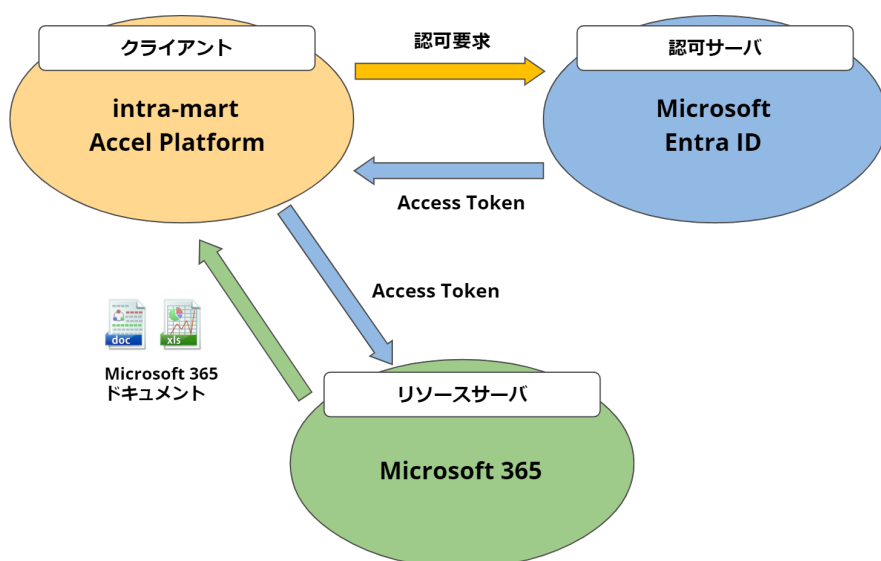 クライアント
認可要求
認可サーバ
intra-mart
Accel Platform
Microsoft
Entra ID
Access Token
Access Token
doc
xls
Microsoft 365
ドキュメント
リソースサーバ
Microsoft 365